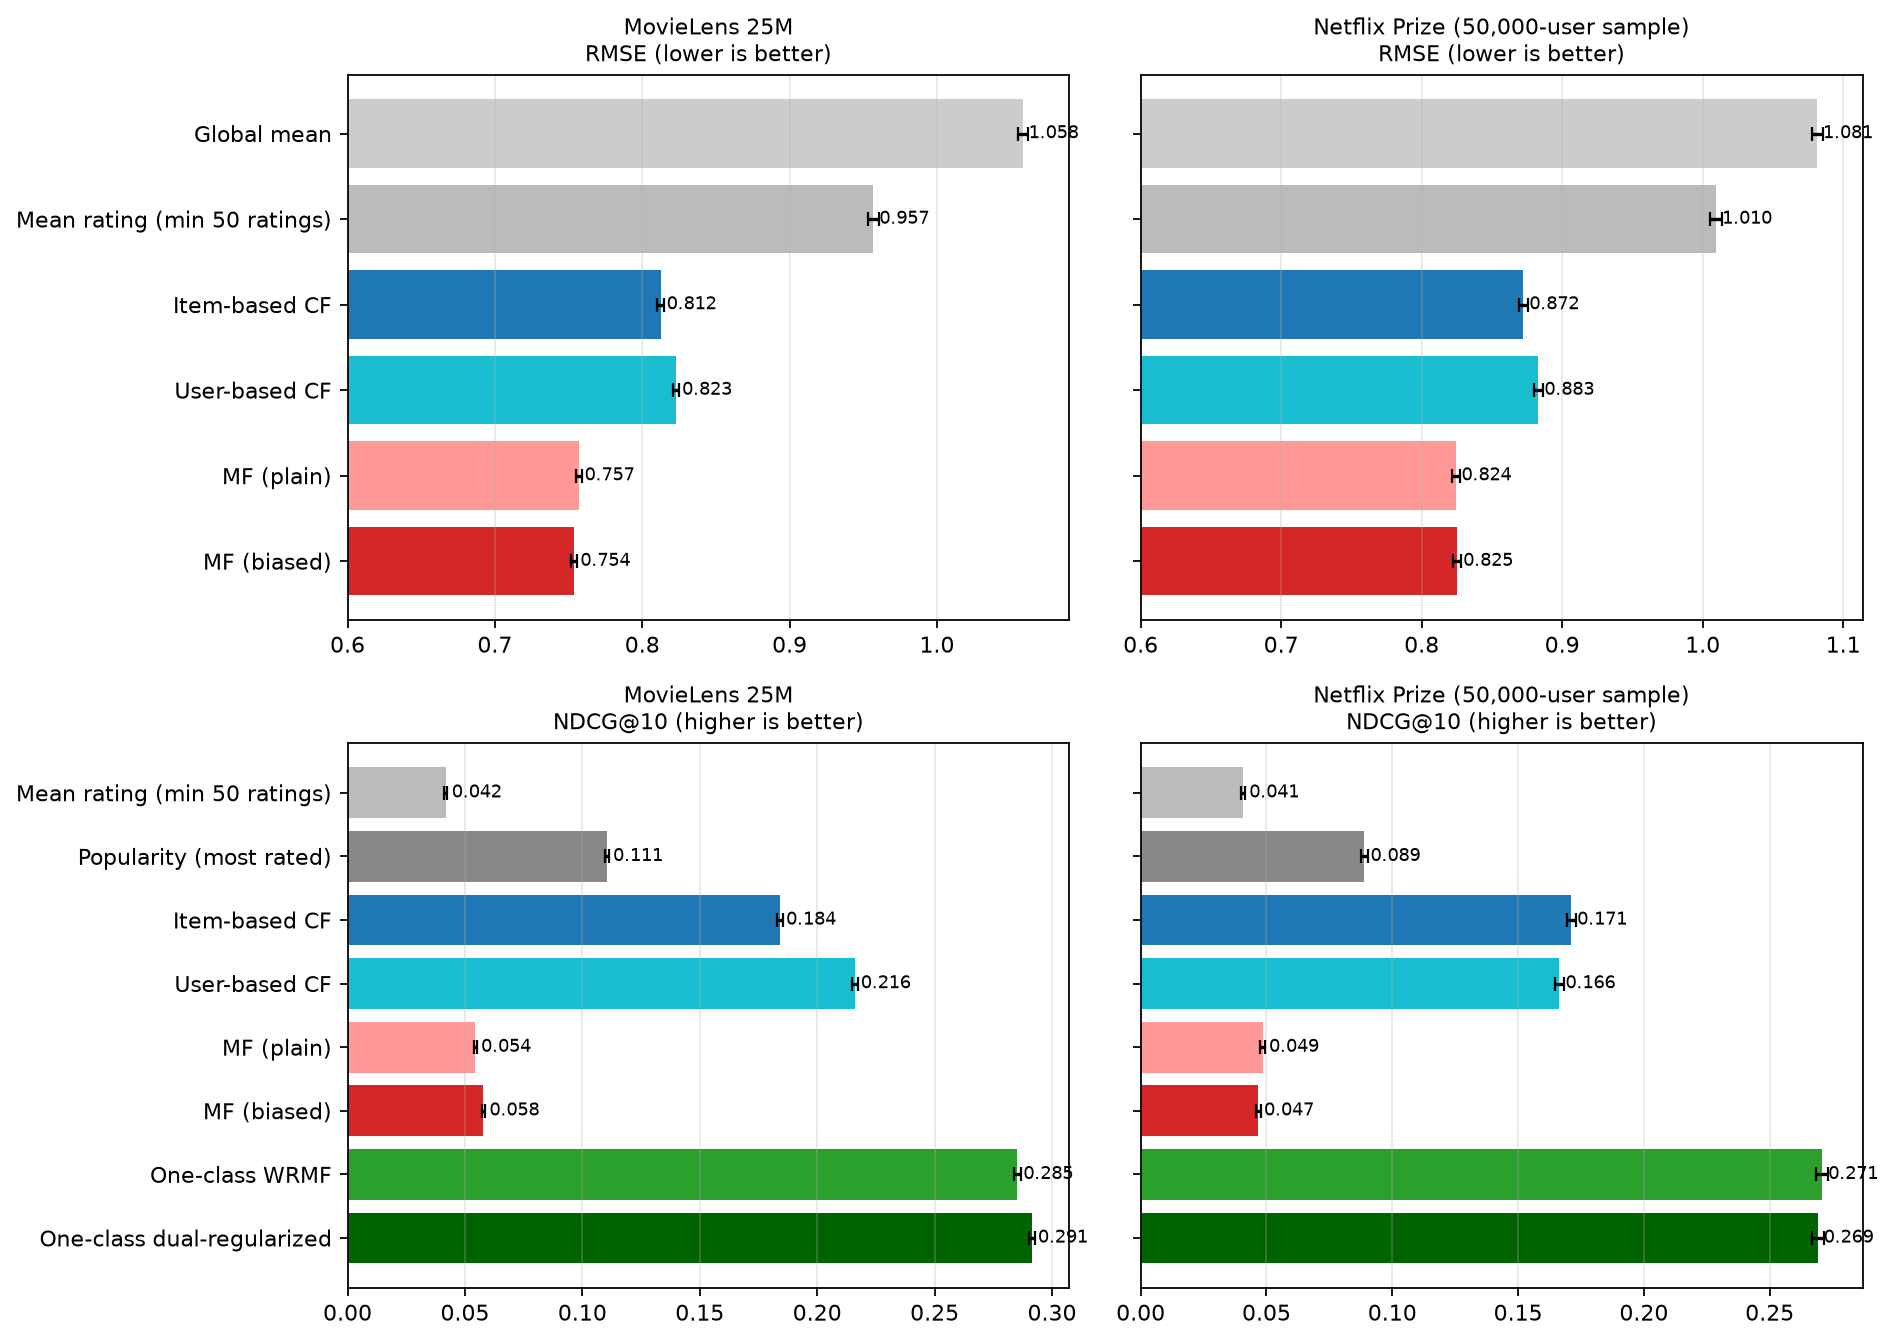 MovieLens 25M
RMSE (lower is better)
Global mean
1.058
Mean rating (min 50 ratings)
0.957
Item-based CF
0.812
User-based CF
0.823
MF (plain)
0.757
MF (biased)
0.754
0.6 0.7 0.8 0.9 1.0
Netflix Prize (50,000-user sample)
RMSE (lower is better)
1.081
1.010
0.872
0.883
0.824
0.825
0.6 0.7 0.8 0.9 1.0 1.1
MovieLens 25M
NDCG@10 (higher is better)
Mean rating (min 50 ratings)
0.042
Popularity (most rated)
0.111
Item-based CF
0.184
User-based CF
0.216
MF (plain)
0.054
MF (biased)
0.058
One-class WRMF
0.285
One-class dual-regularized
0.291
0.00 0.05 0.10 0.15 0.20 0.25 0.30
Netflix Prize (50,000-user sample)
NDCG@10 (higher is better)
0.041
0.089
0.171
0.166
0.049
0.047
0.271
0.269
0.00 0.05 0.10 0.15 0.20 0.25